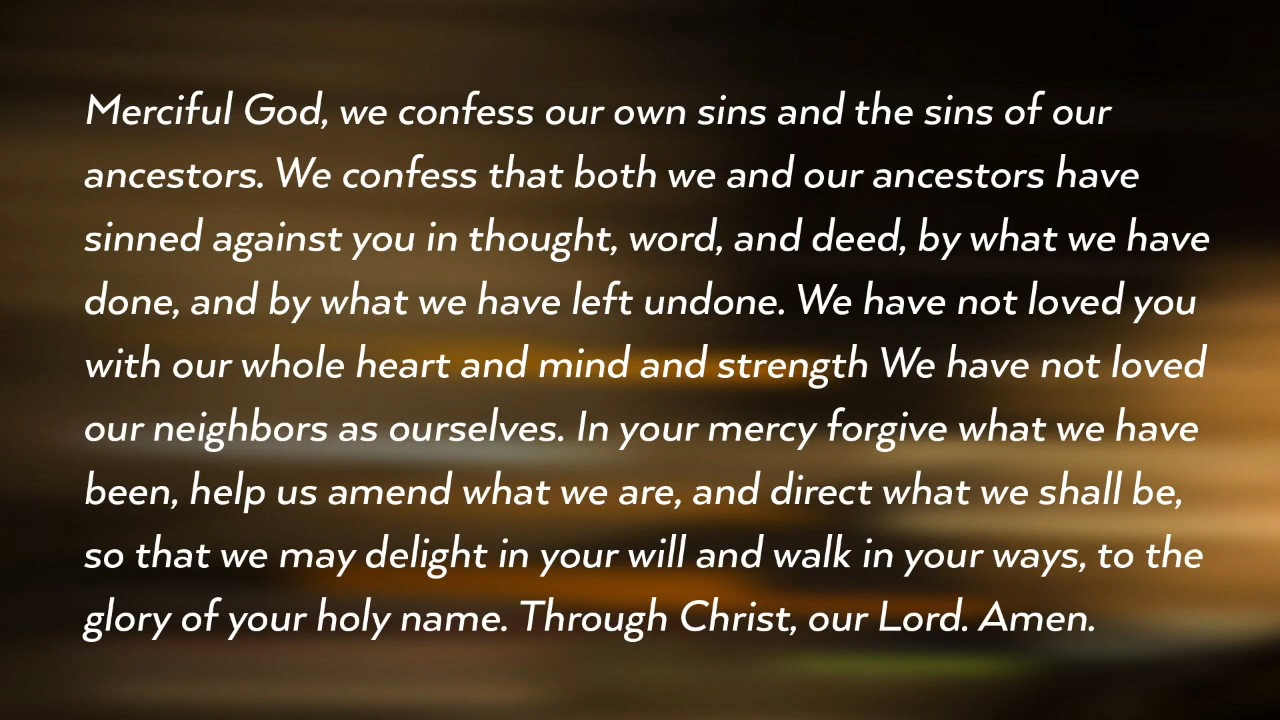 Merciful God, we confess our own sins and the sins of our
ancestors. We confess that both we and our ancestors have
sinned against you in thought, word, and deed, by what we have
done, and by what we have left undone. We have not loved you
with our whole heart and mind and strength We have not loved
our neighbors as ourselves. In your mercy forgive what we have
been, help us amend what we are, and direct what we shall be,
so that we may delight in your will and walk in your ways, to the
glory of your holy name. Through Christ, our Lord. Amen.